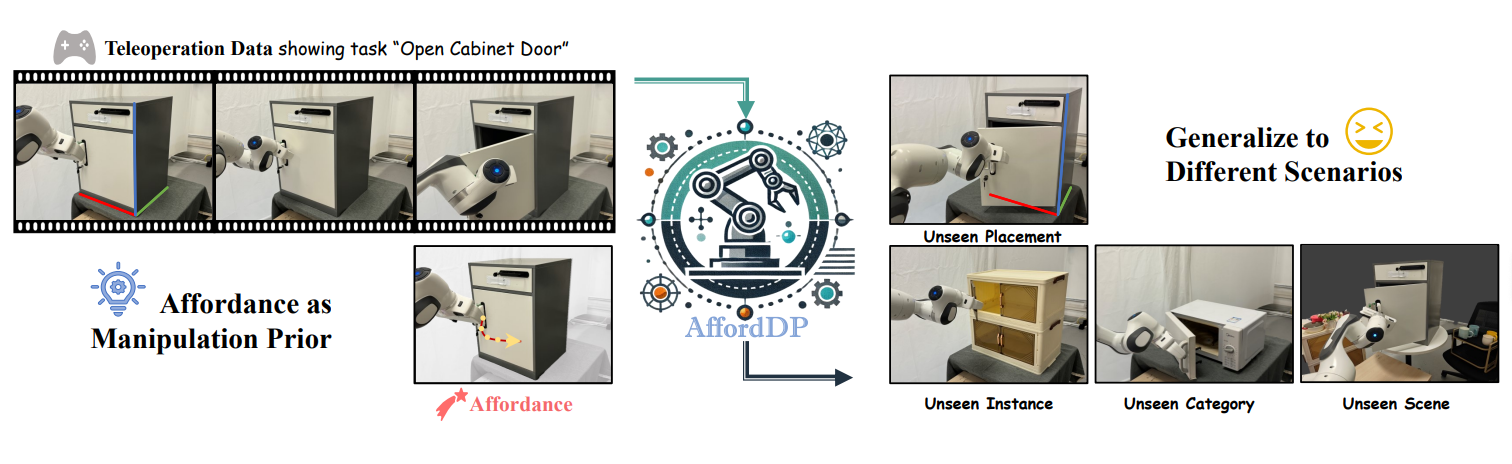 Teleoperation Data showing task “Open Cabinet Door”
Affordance as
Manipulation Prior
Affordance
AffordDP
Generalize to
Different Scenarios
Unseen Placement
Unseen Instance
Unseen Category
Unseen Scene